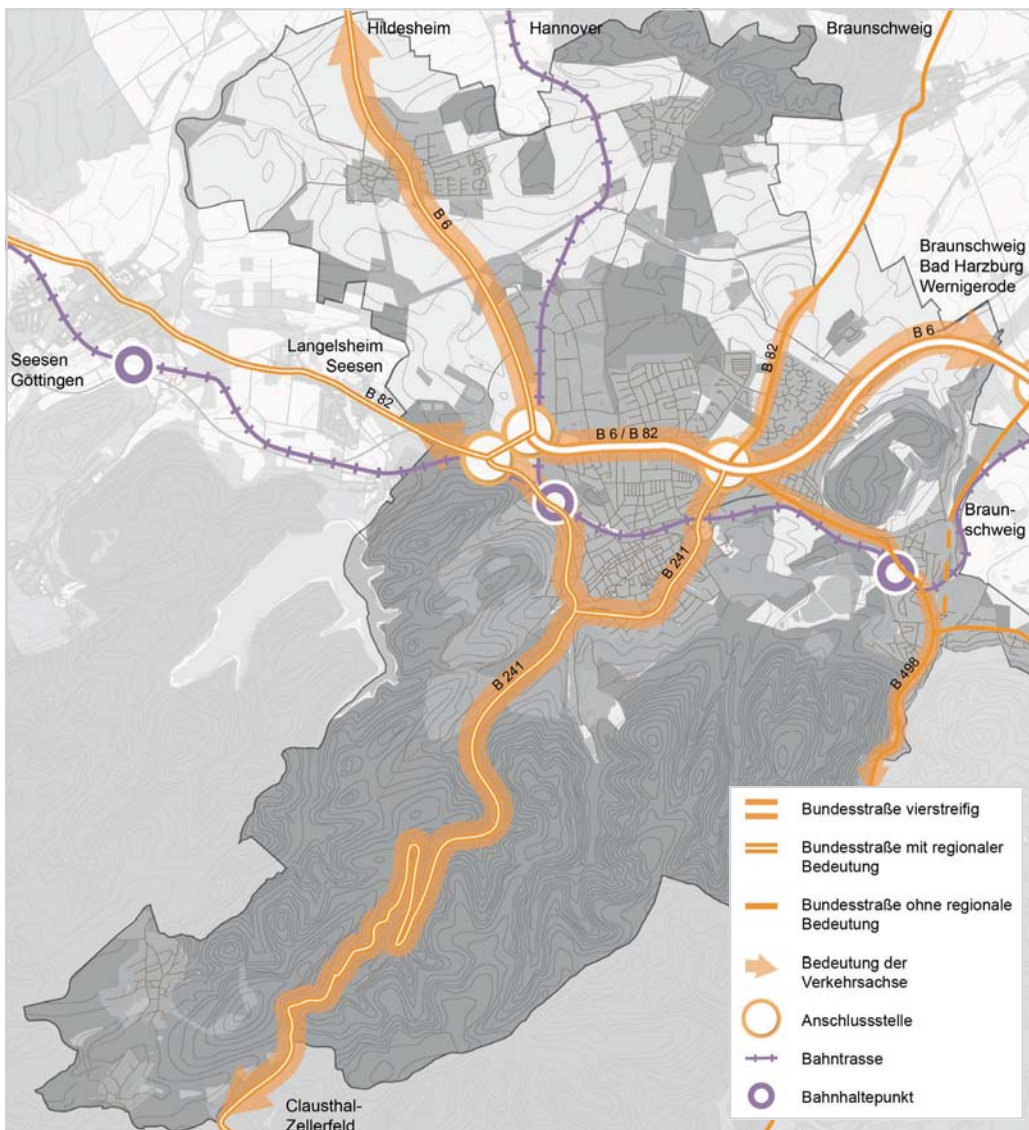 Hildesheim
Hannover
Braunschweig
B 6
Braunschweig
Bad Harzburg
Wernigerode
B 6
B 82
Langelsheim
Seesen
Seesen
Göttingen
B 82
B 6 / B 82
Braun-
schweig
B 241
B 241
B 498
Clausthal-
Zellerfeld
Bundesstraße vierstreifig
Bundesstraße mit regionaler
Bedeutung
Bundesstraße ohne regionale
Bedeutung
Bedeutung der
Verkehrsachse
Anschlussstelle
Bahntrasse
Bahnhaltepunkt